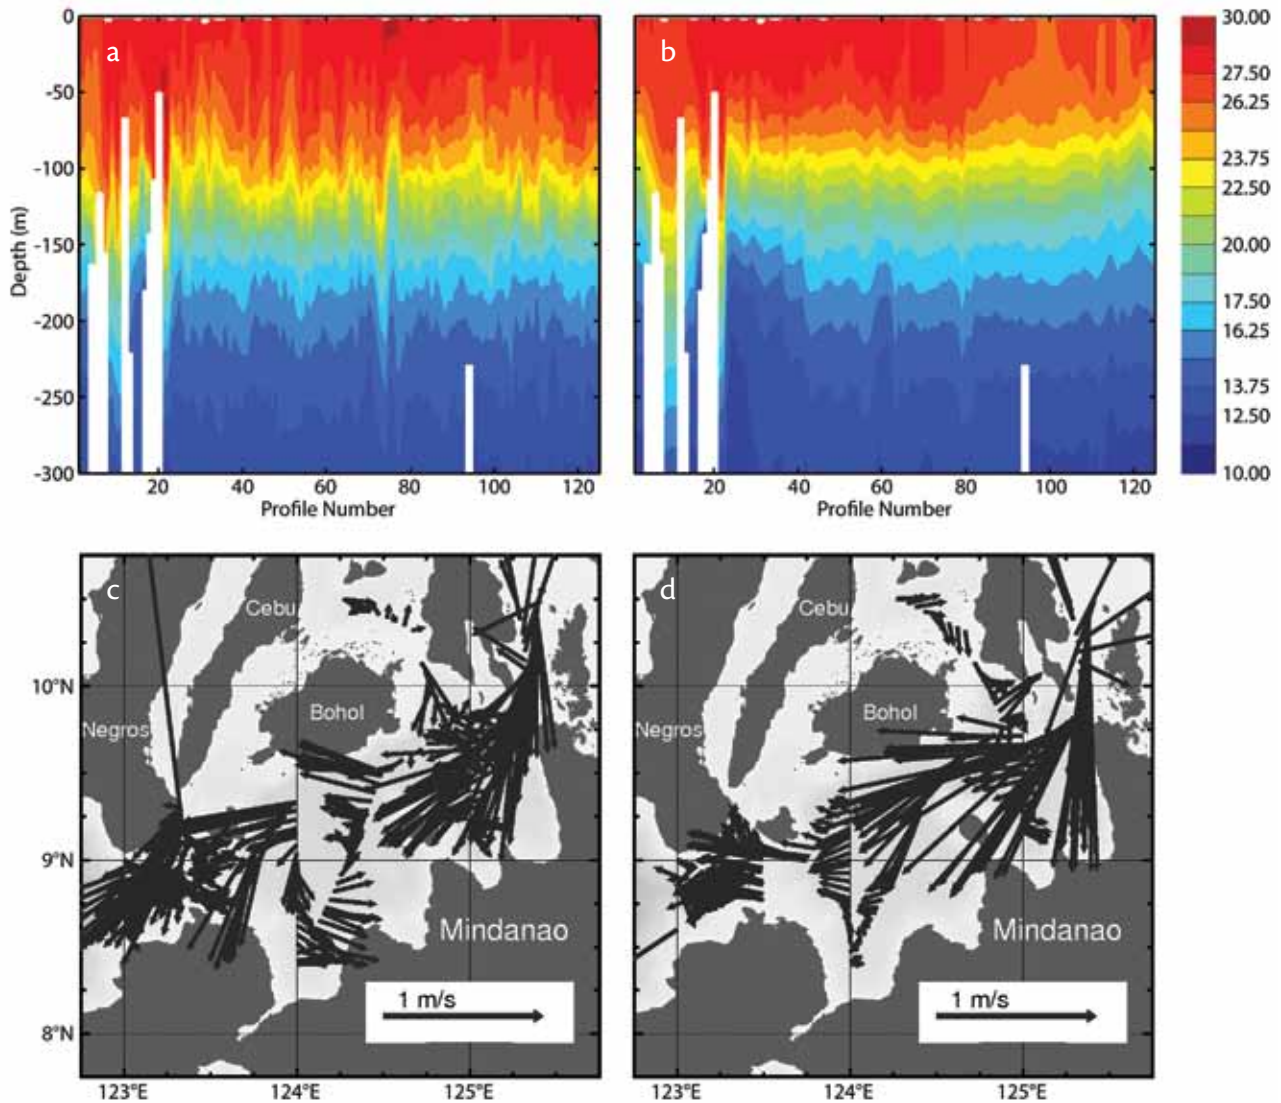 a
b
0
-50
-100
-150
-200
-250
-300
Depth (m)
20 40 60 80 100 120
Profile Number
20 40 60 80 100 120
Profile Number
30.00
27.50
26.25
23.75
22.50
20.00
17.50
16.25
13.75
12.50
10.00
c
Cebu
Bohol
Negros
Mindanao
1 m/s
10°N
9°N
8°N
123°E 124°E 125°E
d
Cebu
Bohol
Negros
Mindanao
1 m/s
123°E 124°E 125°E